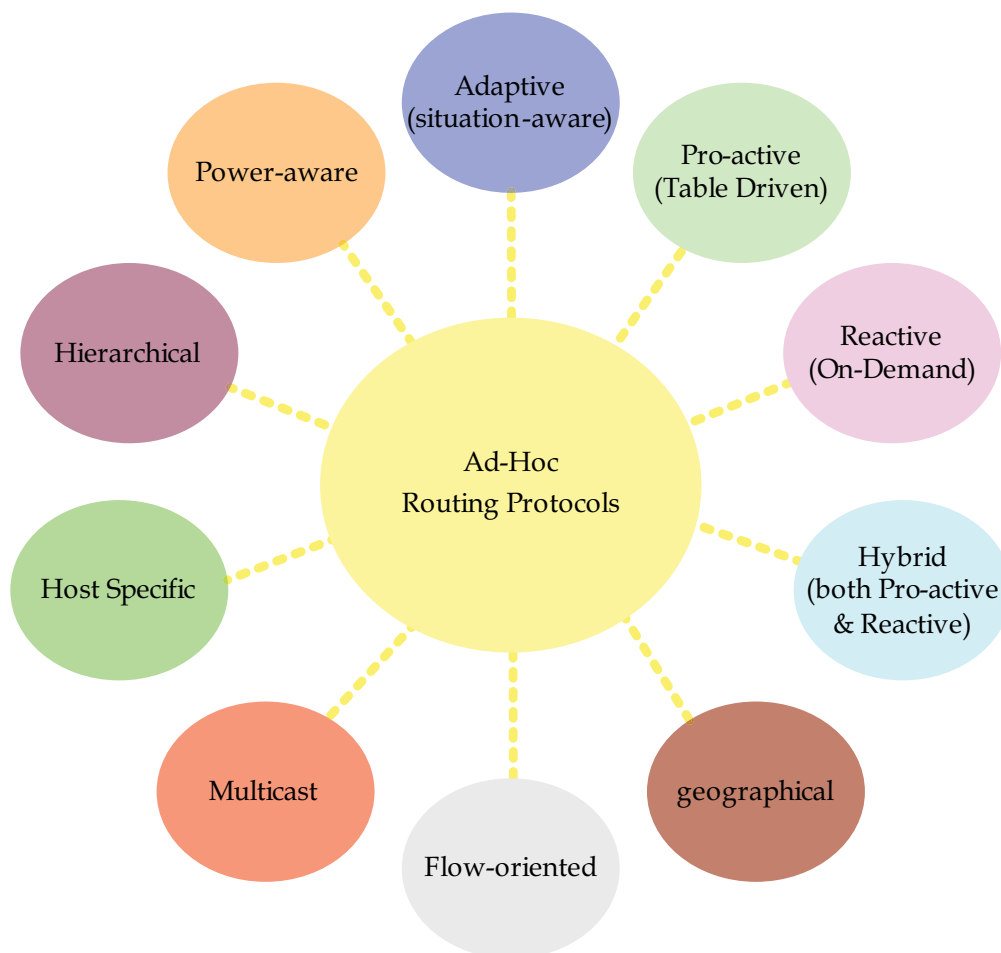 Adaptive
(situation-aware)
Pro-active
(Table Driven)
Power-aware
Reactive
(On-Demand)
Hierarchical
Ad-Hoc
Routing Protocols
Hybrid
(both Pro-active
& Reactive)
Host Specific
Multicast
geographical
Flow-oriented